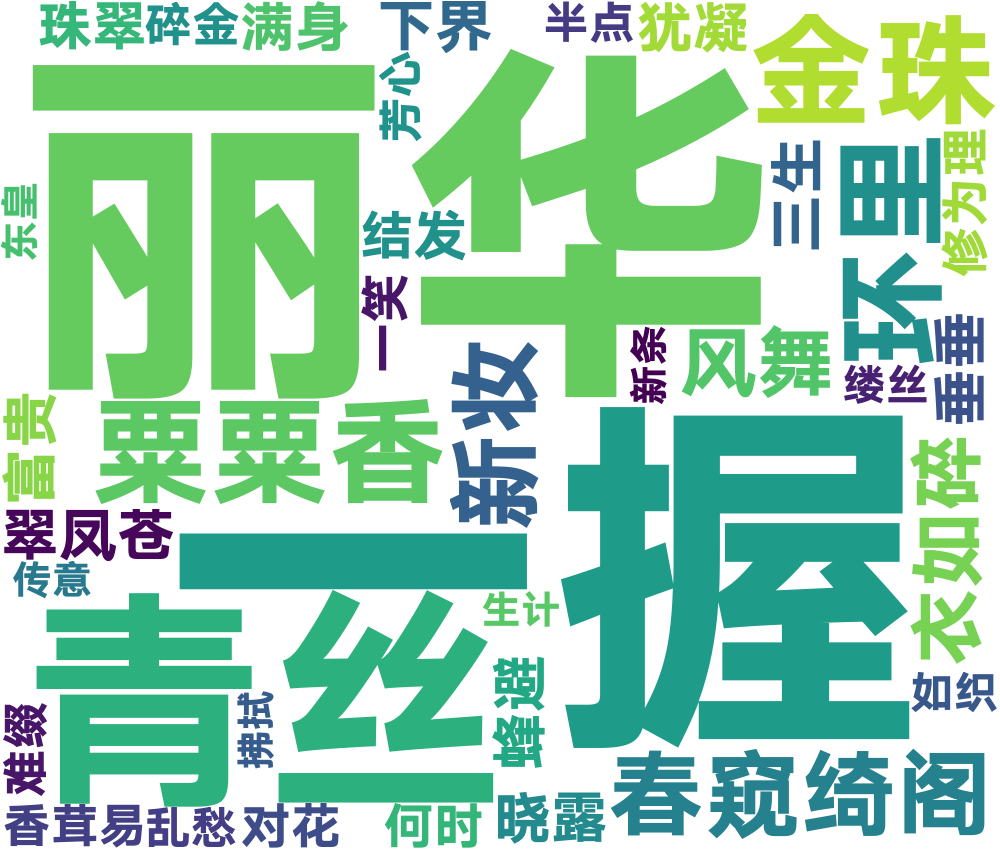 珠翠
碎金
满身
下界
半点
犹凝
金珠
丽华
芳心
三生
环里
修为理
东皇
结发
一笑
新妆
新条
风舞
缕丝
重重
富贵
粟粟香
一握
衣如碎
翠凤苍
传意
青丝
生计
蜂避
如织
难缀
拂拭
香茸
易乱
愁对花
何时
晓露
春窥绮阁